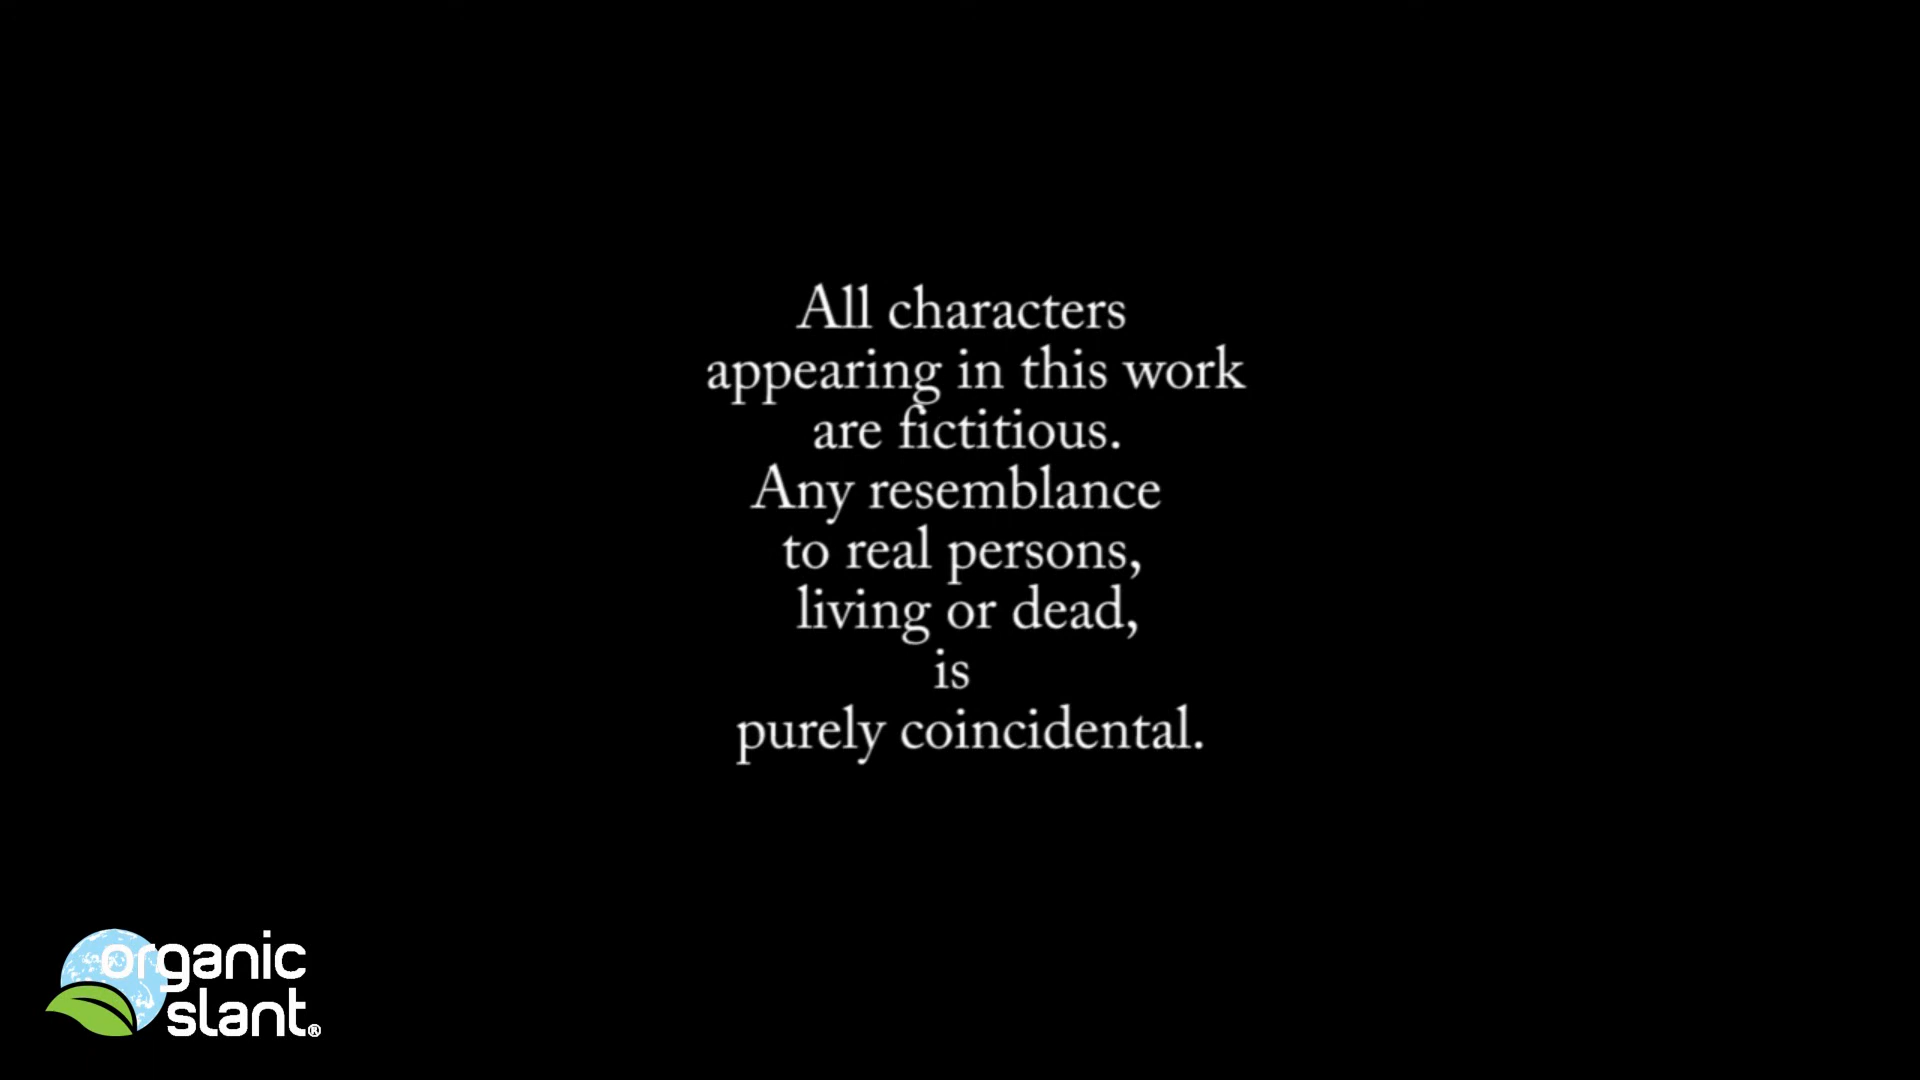 All characters
appearing in this work
are fictitious.
Any resemblance
to real persons,
living or dead,
is
purely coincidental.
organic
slant®